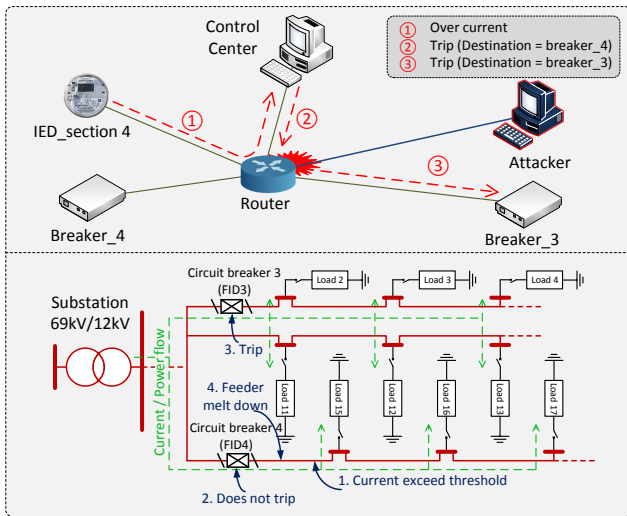 Control
Center
① Over current
② Trip (Destination = breaker_4)
③ Trip (Destination = breaker_3)
IED_section 4
①
②
③
Attacker
Router
Breaker_4
Breaker_3
Circuit breaker 3
(FID3)
Load 2
Load 3
Load 4
Substation
69kV/12kV
3. Trip
Current / Power flow
4. Feeder
melt down
Load 11
Load 15
Load 12
Load 16
Load 13
Load 17
Circuit breaker 4
(FID4)
1. Current exceed threshold
2. Does not trip